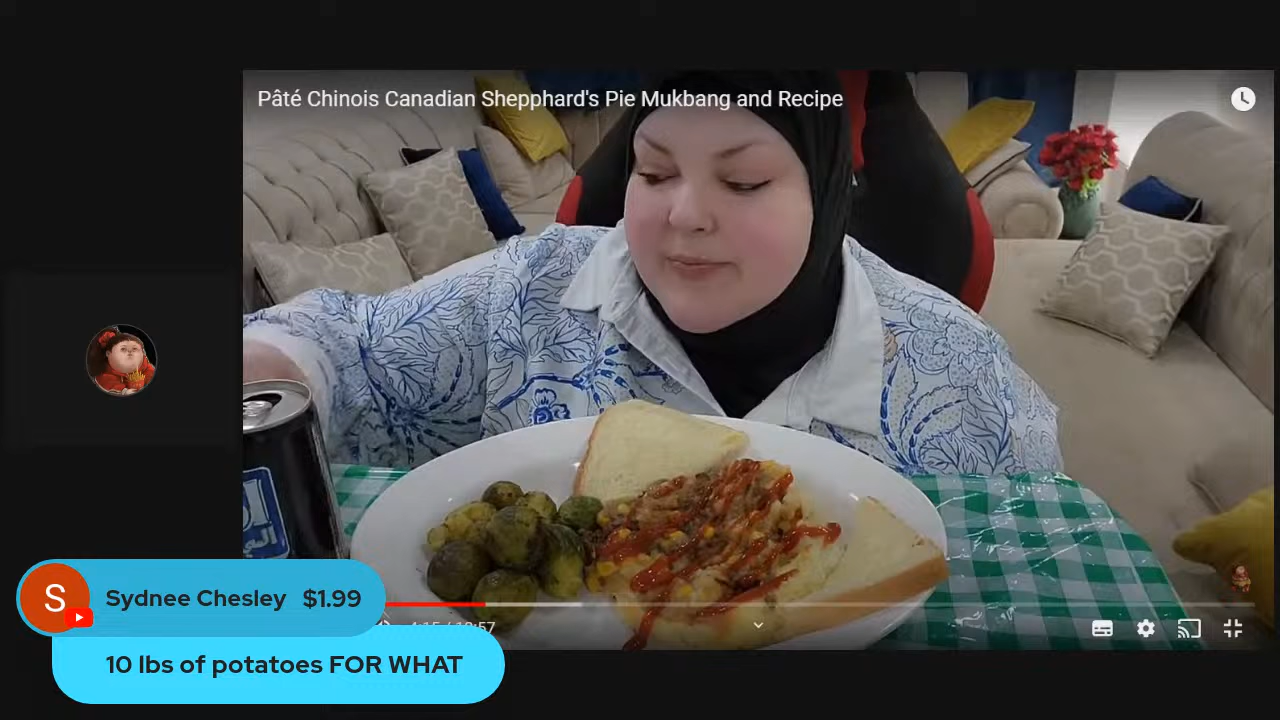 Pâté Chinois Canadian Shepphard's Pie Mukbang and Recipe
S
Sydnee Chesley $1.99
10 lbs of potatoes FOR WHAT